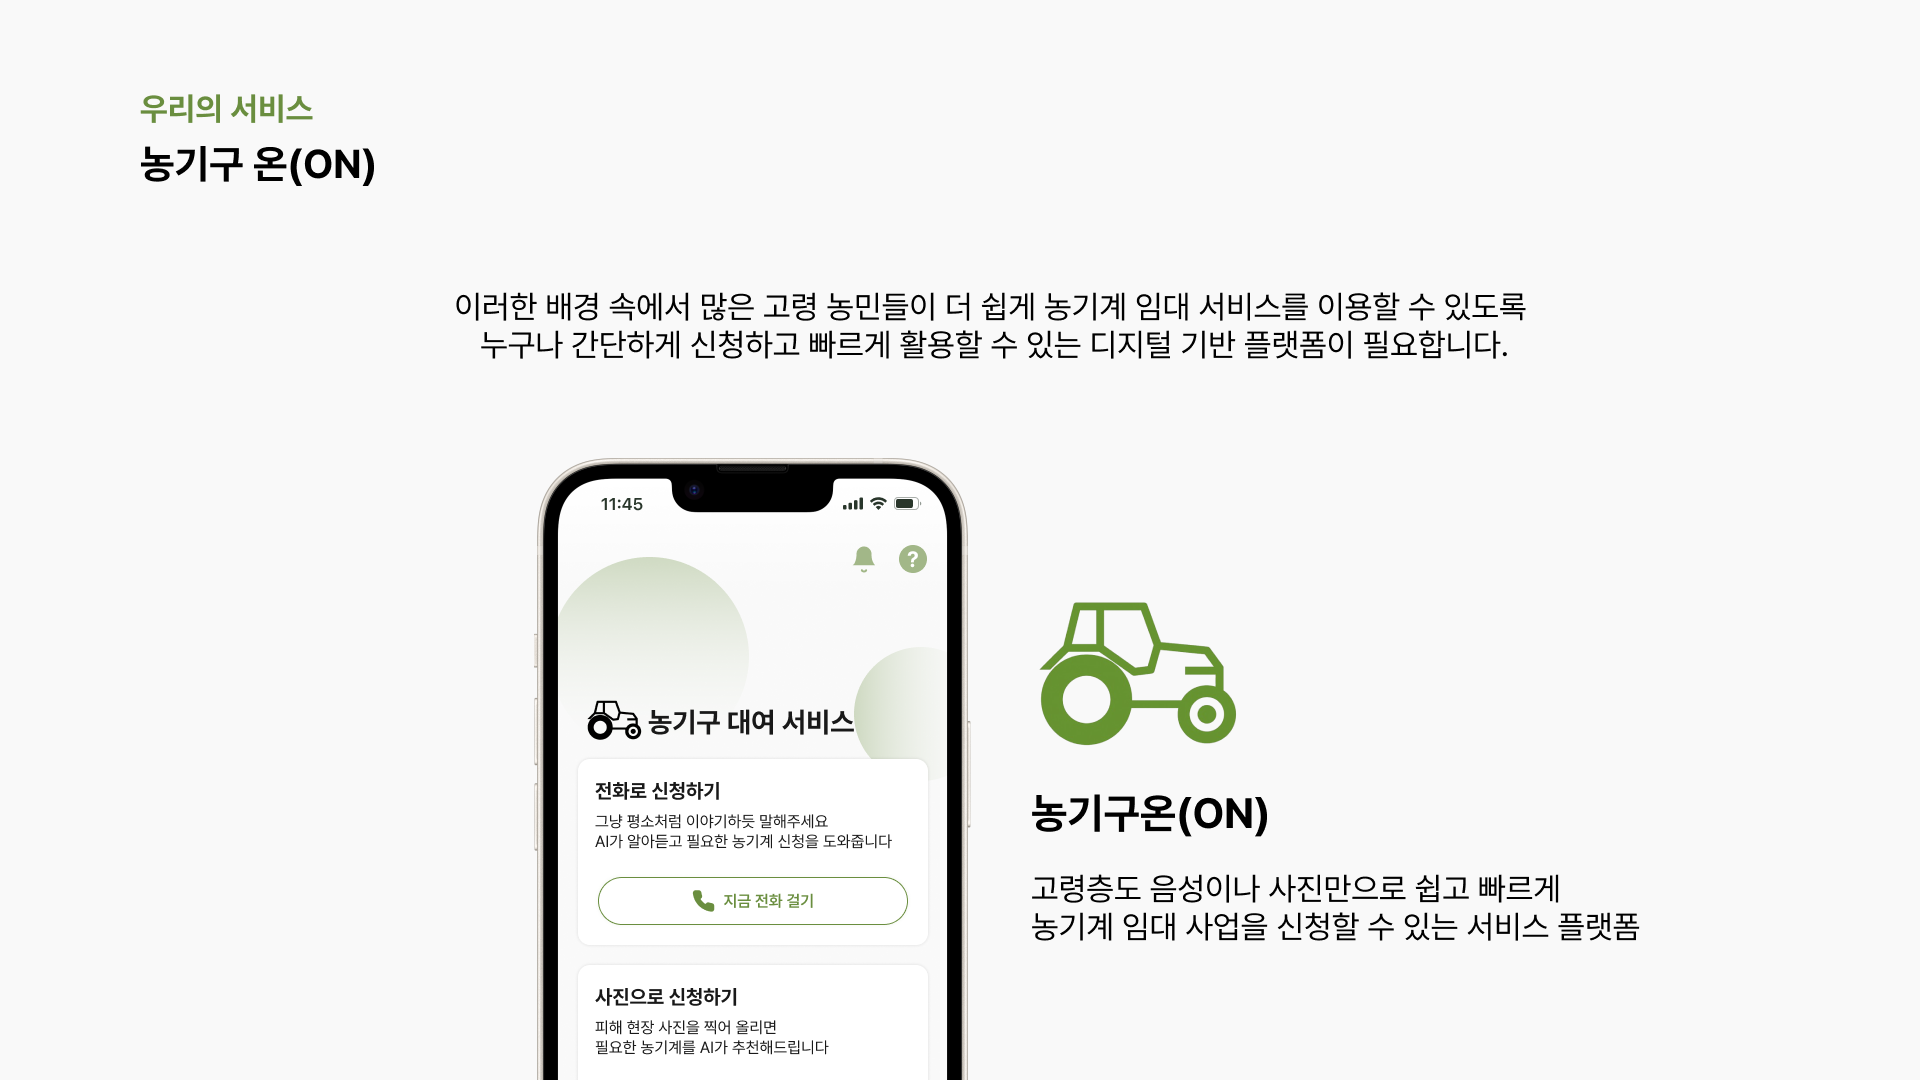 우리의 서비스
농기구 온(ON)
이러한 배경 속에서 많은 고령 농민들이 더 쉽게 농기계 임대 서비스를 이용할 수 있도록
누구나 간단하게 신청하고 빠르게 활용할 수 있는 디지털 기반 플랫폼이 필요합니다.
11:45
?
농기구 대여 서비스
전화로 신청하기
그냥 평소처럼 이야기하듯 말해주세요
AI가 알아듣고 필요한 농기계 신청을 도와줍니다
지금 전화 걸기
사진으로 신청하기
피해 현장 사진을 찍어 올리면
필요한 농기계를 AI가 추천해드립니다
농기구온(ON)
고령층도 음성이나 사진만으로 쉽고 빠르게
농기계 임대 사업을 신청할 수 있는 서비스 플랫폼